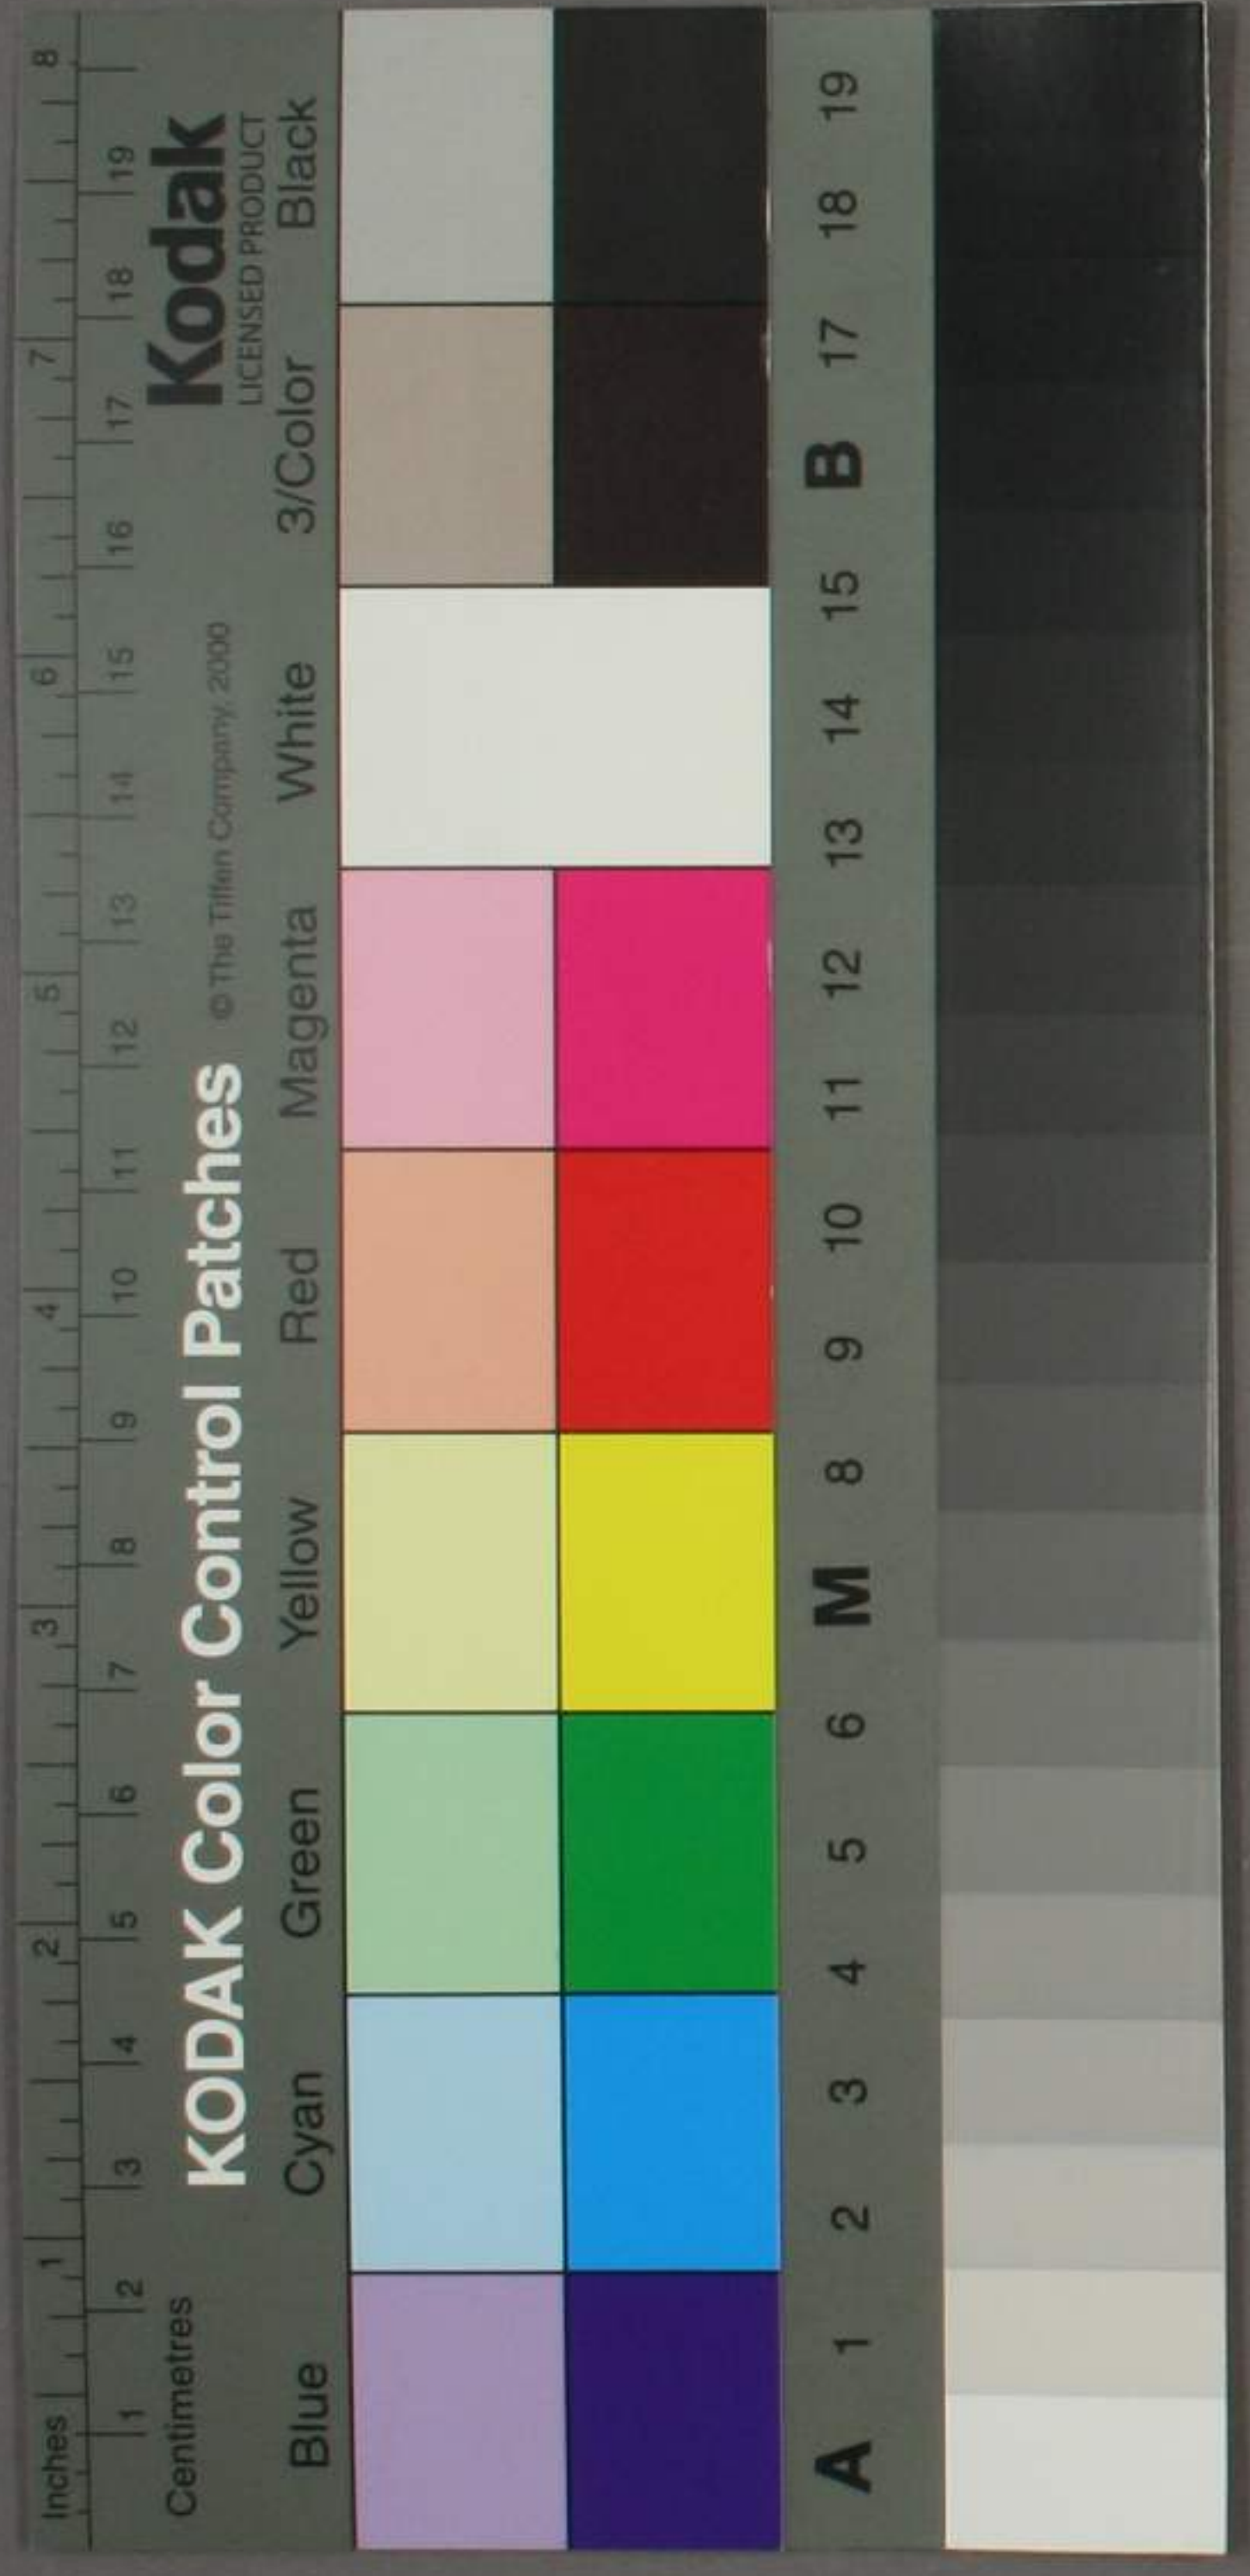 Inches 1 2 3 4 5 6 7 8
Centimetres 1 2 3 4 5 6 7 8 9 10 11 12 13 14 15 16 17 18 19
KODAK Color Control Patches © The Tiffen Company, 2000 Kodak
LICENSED PRODUCT
Blue Cyan Green Yellow Red Magenta White 3/Color Black
A 1 2 3 4 5 6 M 8 9 10 11 12 13 14 15 B 17 18 19